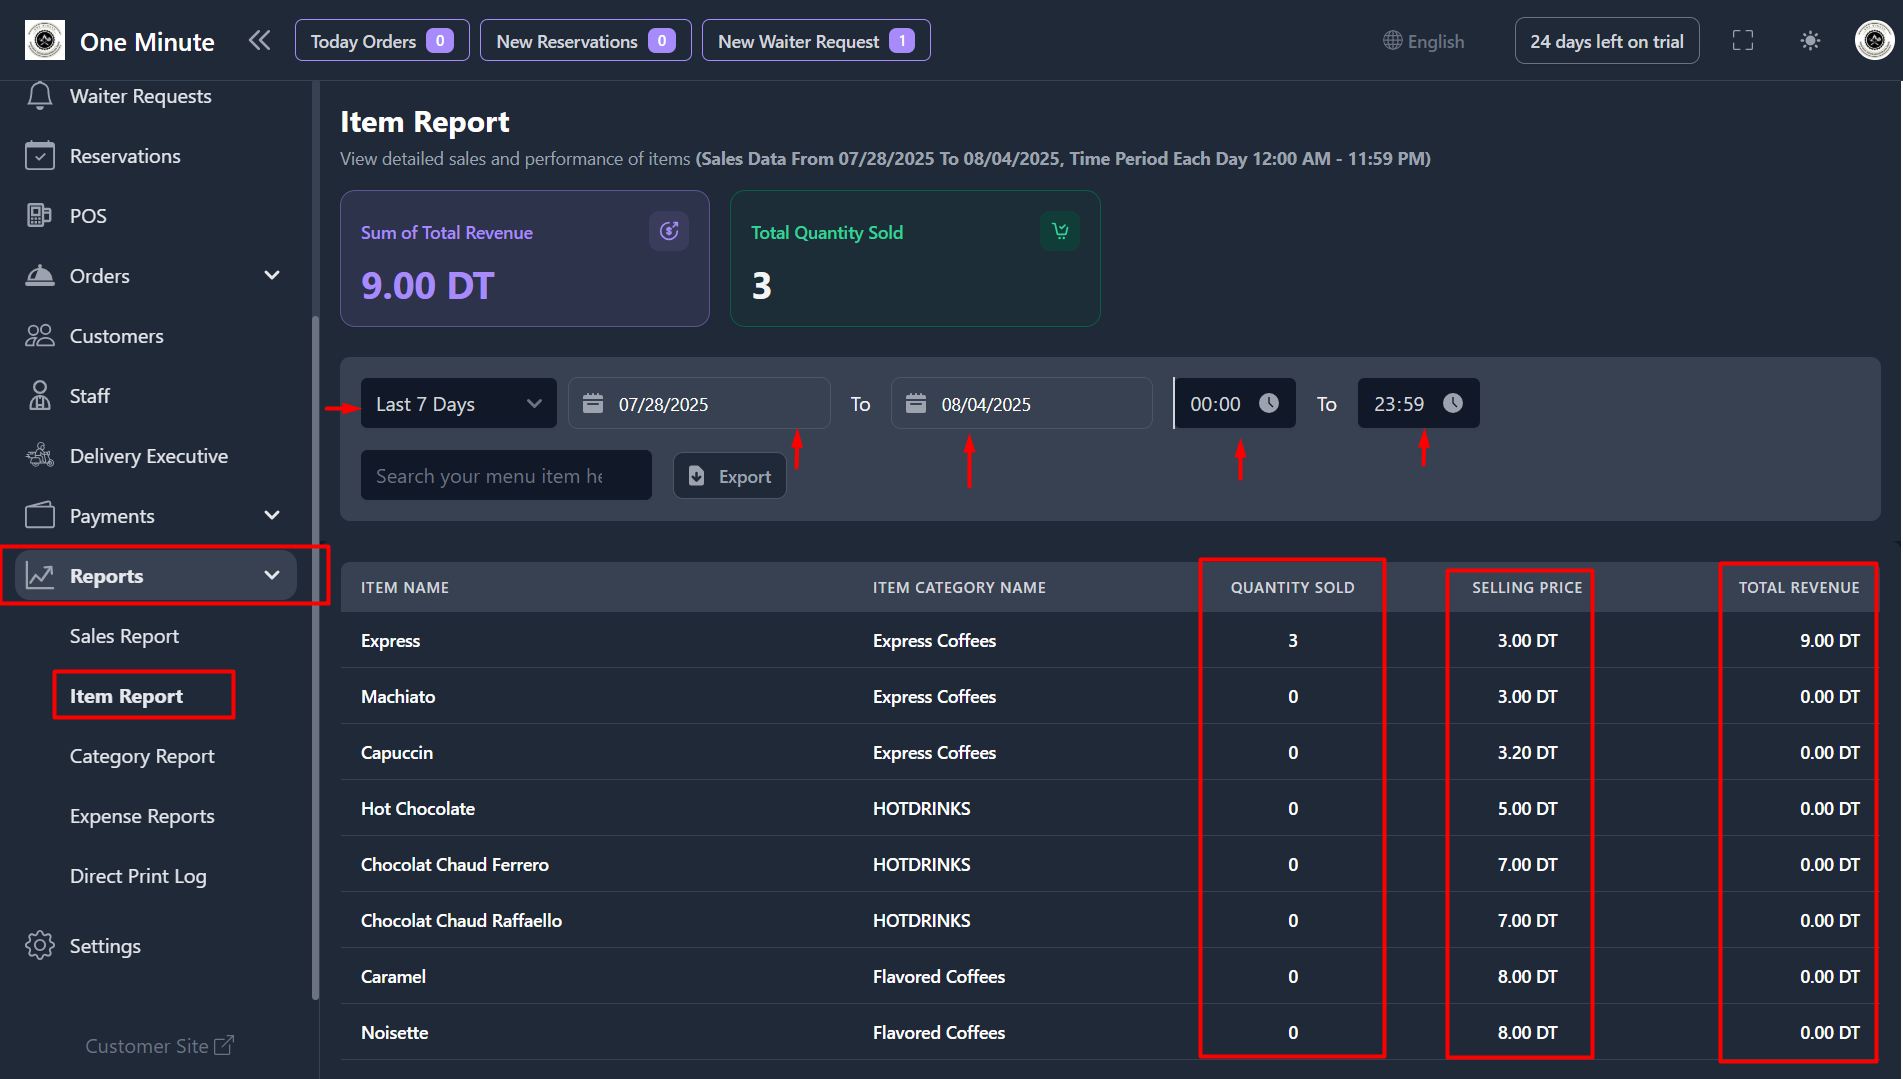 One Minute
Today Orders 0
New Reservations 0
New Waiter Request 1
English
24 days left on trial
Waiter Requests
Reservations
POS
Orders
Customers
Staff
Delivery Executive
Payments
Reports
Sales Report
Item Report
Category Report
Expense Reports
Direct Print Log
Settings
Customer Site
Item Report
View detailed sales and performance of items (Sales Data From 07/28/2025 To 08/04/2025, Time Period Each Day 12:00 AM - 11:59 PM)
Sum of Total Revenue
9.00 DT
Total Quantity Sold
3
Last 7 Days 07/28/2025 To 08/04/2025 00:00 To 23:59
Search your menu item he
Export
ITEM NAME ITEM CATEGORY NAME QUANTITY SOLD SELLING PRICE TOTAL REVENUE
Express Express Coffees 3 3.00 DT 9.00 DT
Machiato Express Coffees 0 3.00 DT 0.00 DT
Capuccin Express Coffees 0 3.20 DT 0.00 DT
Hot Chocolate HOTDRINKS 0 5.00 DT 0.00 DT
Chocolat Chaud Ferrero HOTDRINKS 0 7.00 DT 0.00 DT
Chocolat Chaud Raffaello HOTDRINKS 0 7.00 DT 0.00 DT
Caramel Flavored Coffees 0 8.00 DT 0.00 DT
Noisette Flavored Coffees 0 8.00 DT 0.00 DT